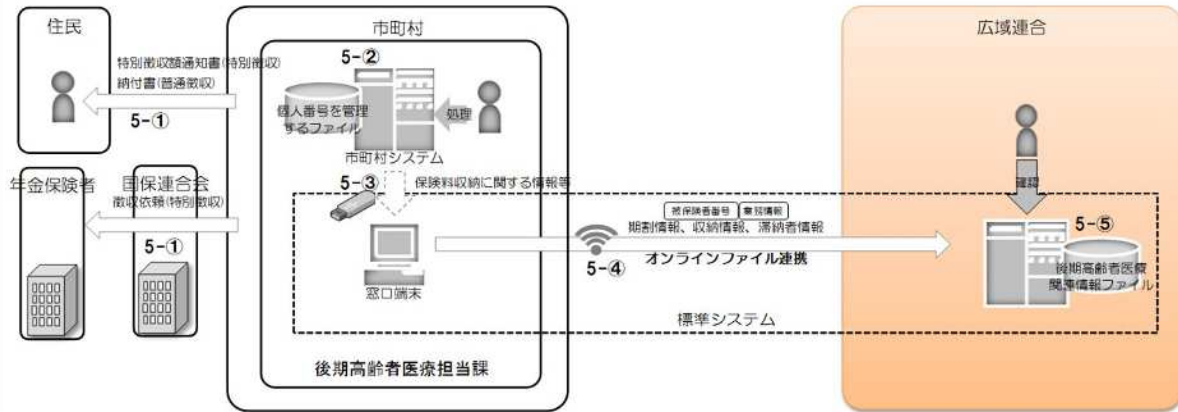 住民
市町村
広域連合
特別徴収額通知書(特別徴収)
納付書(普通徴収)
5-①
5-②
個人番号を管理
するファイル
処理
市町村システム
年金保険者
国保連合会
徴収依頼(特別徴収)
5-①
5-③
保険料収納に関する情報等
確認
被保険者番号 業務情報
期割情報、収納情報、滞納者情報
5-④
オンラインファイル連携
5-⑤
後期高齢者医療
関連情報ファイル
窓口端末
標準システム
後期高齢者医療担当課